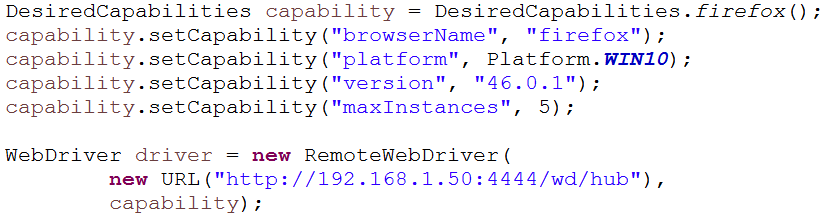 DesiredCapabilities capability = DesiredCapabilities.firefox();
capability.setCapability("browserName", "firefox");
capability.setCapability("platform", Platform.WIN10);
capability.setCapability("version", "46.0.1");
capability.setCapability("maxInstances", 5);
WebDriver driver = new RemoteWebDriver(
new URL("http://192.168.1.50:4444/wd/hub"),
capability);